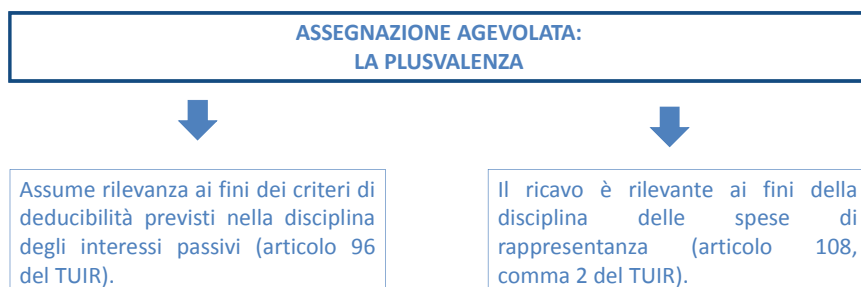 ASSEGNAZIONE AGEVOLATA:
LA PLUSVALENZA
Assume rilevanza ai fini dei criteri di
deducibilità previsti nella disciplina
degli interessi passivi (articolo 96
del TUIR).
Il ricavo è rilevante ai fini della
disciplina delle spese di
rappresentanza (articolo 108,
comma 2 del TUIR).